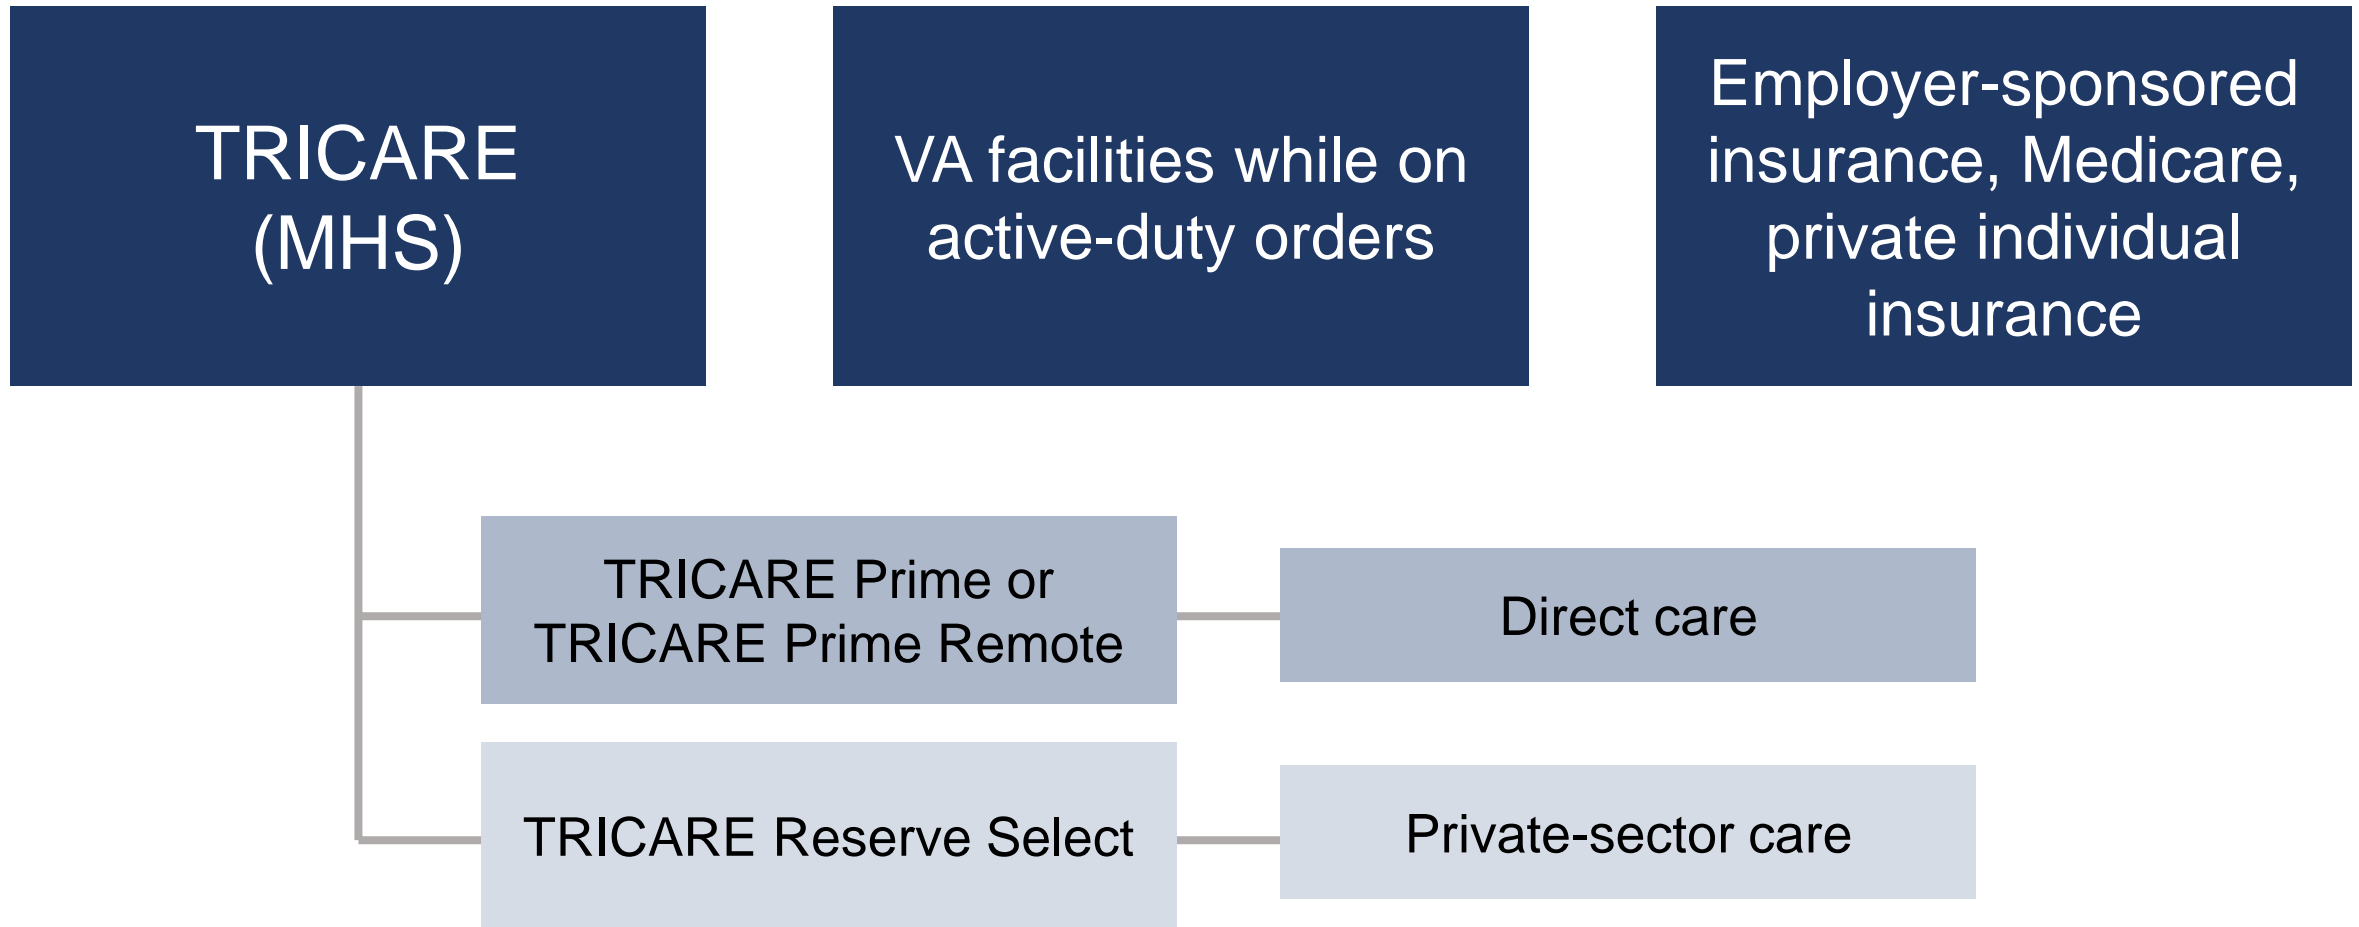 TRICARE
(MHS)
VA facilities while on
active-duty orders
Employer-sponsored
insurance, Medicare,
private individual
insurance
TRICARE Prime or
TRICARE Prime Remote
Direct care
TRICARE Reserve Select
Private-sector care